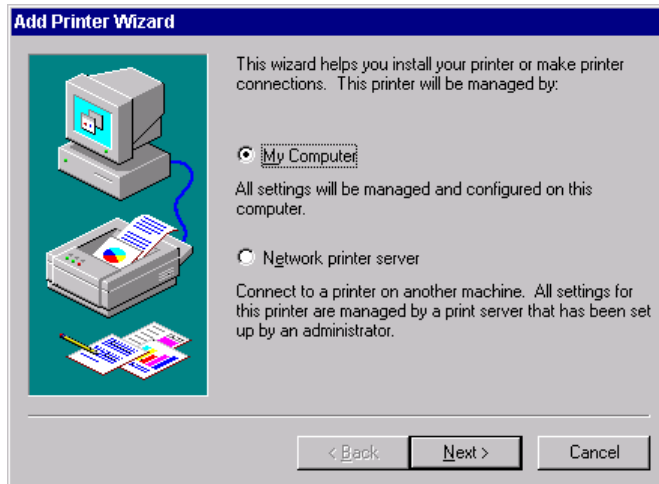 Add Printer Wizard
This wizard helps you install your printer or make printer
connections. This printer will be managed by:
My Computer
All settings will be managed and configured on this
computer.
Network printer server
Connect to a printer on another machine. All settings for
this printer are managed by a print server that has been set
up by an administrator.
< Back
Next >
Cancel